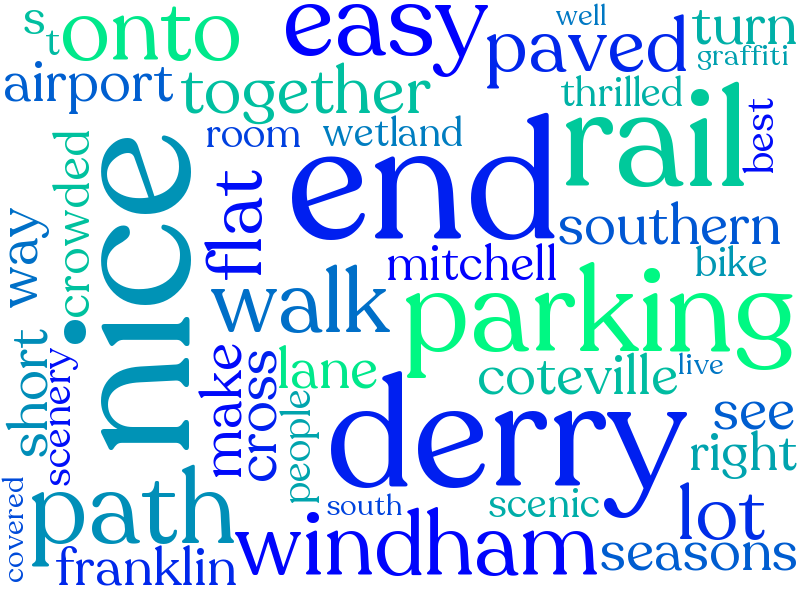 s
t
onto
easy
well
paved
turn
graffiti
airport
together
thrilled
rail
best
room
wetland
crowded
nice
end
flat
southern
way
mitchell
bike
walk
parking
short
scenery
make
cross
lane
coteville
live
people
derry
see
right
covered
path
south
scenic
lot
franklin
windham
seasons